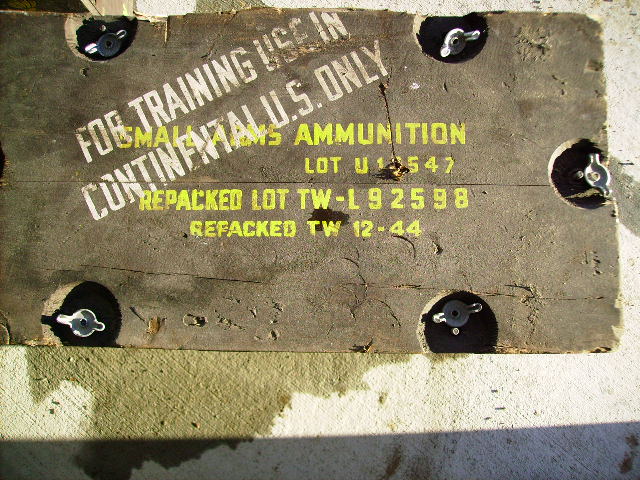 FOR TRAINING USE IN
CONTINENTAL U.S. ONLY
SMALL ARMS AMMUNITION
LOT U
REPACKED LOT TW-L 92598
REPACKED TW 12-44